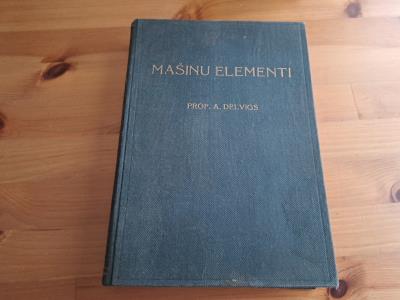 MAŠINU ELEMENTI
PROF. A. DELVIGS